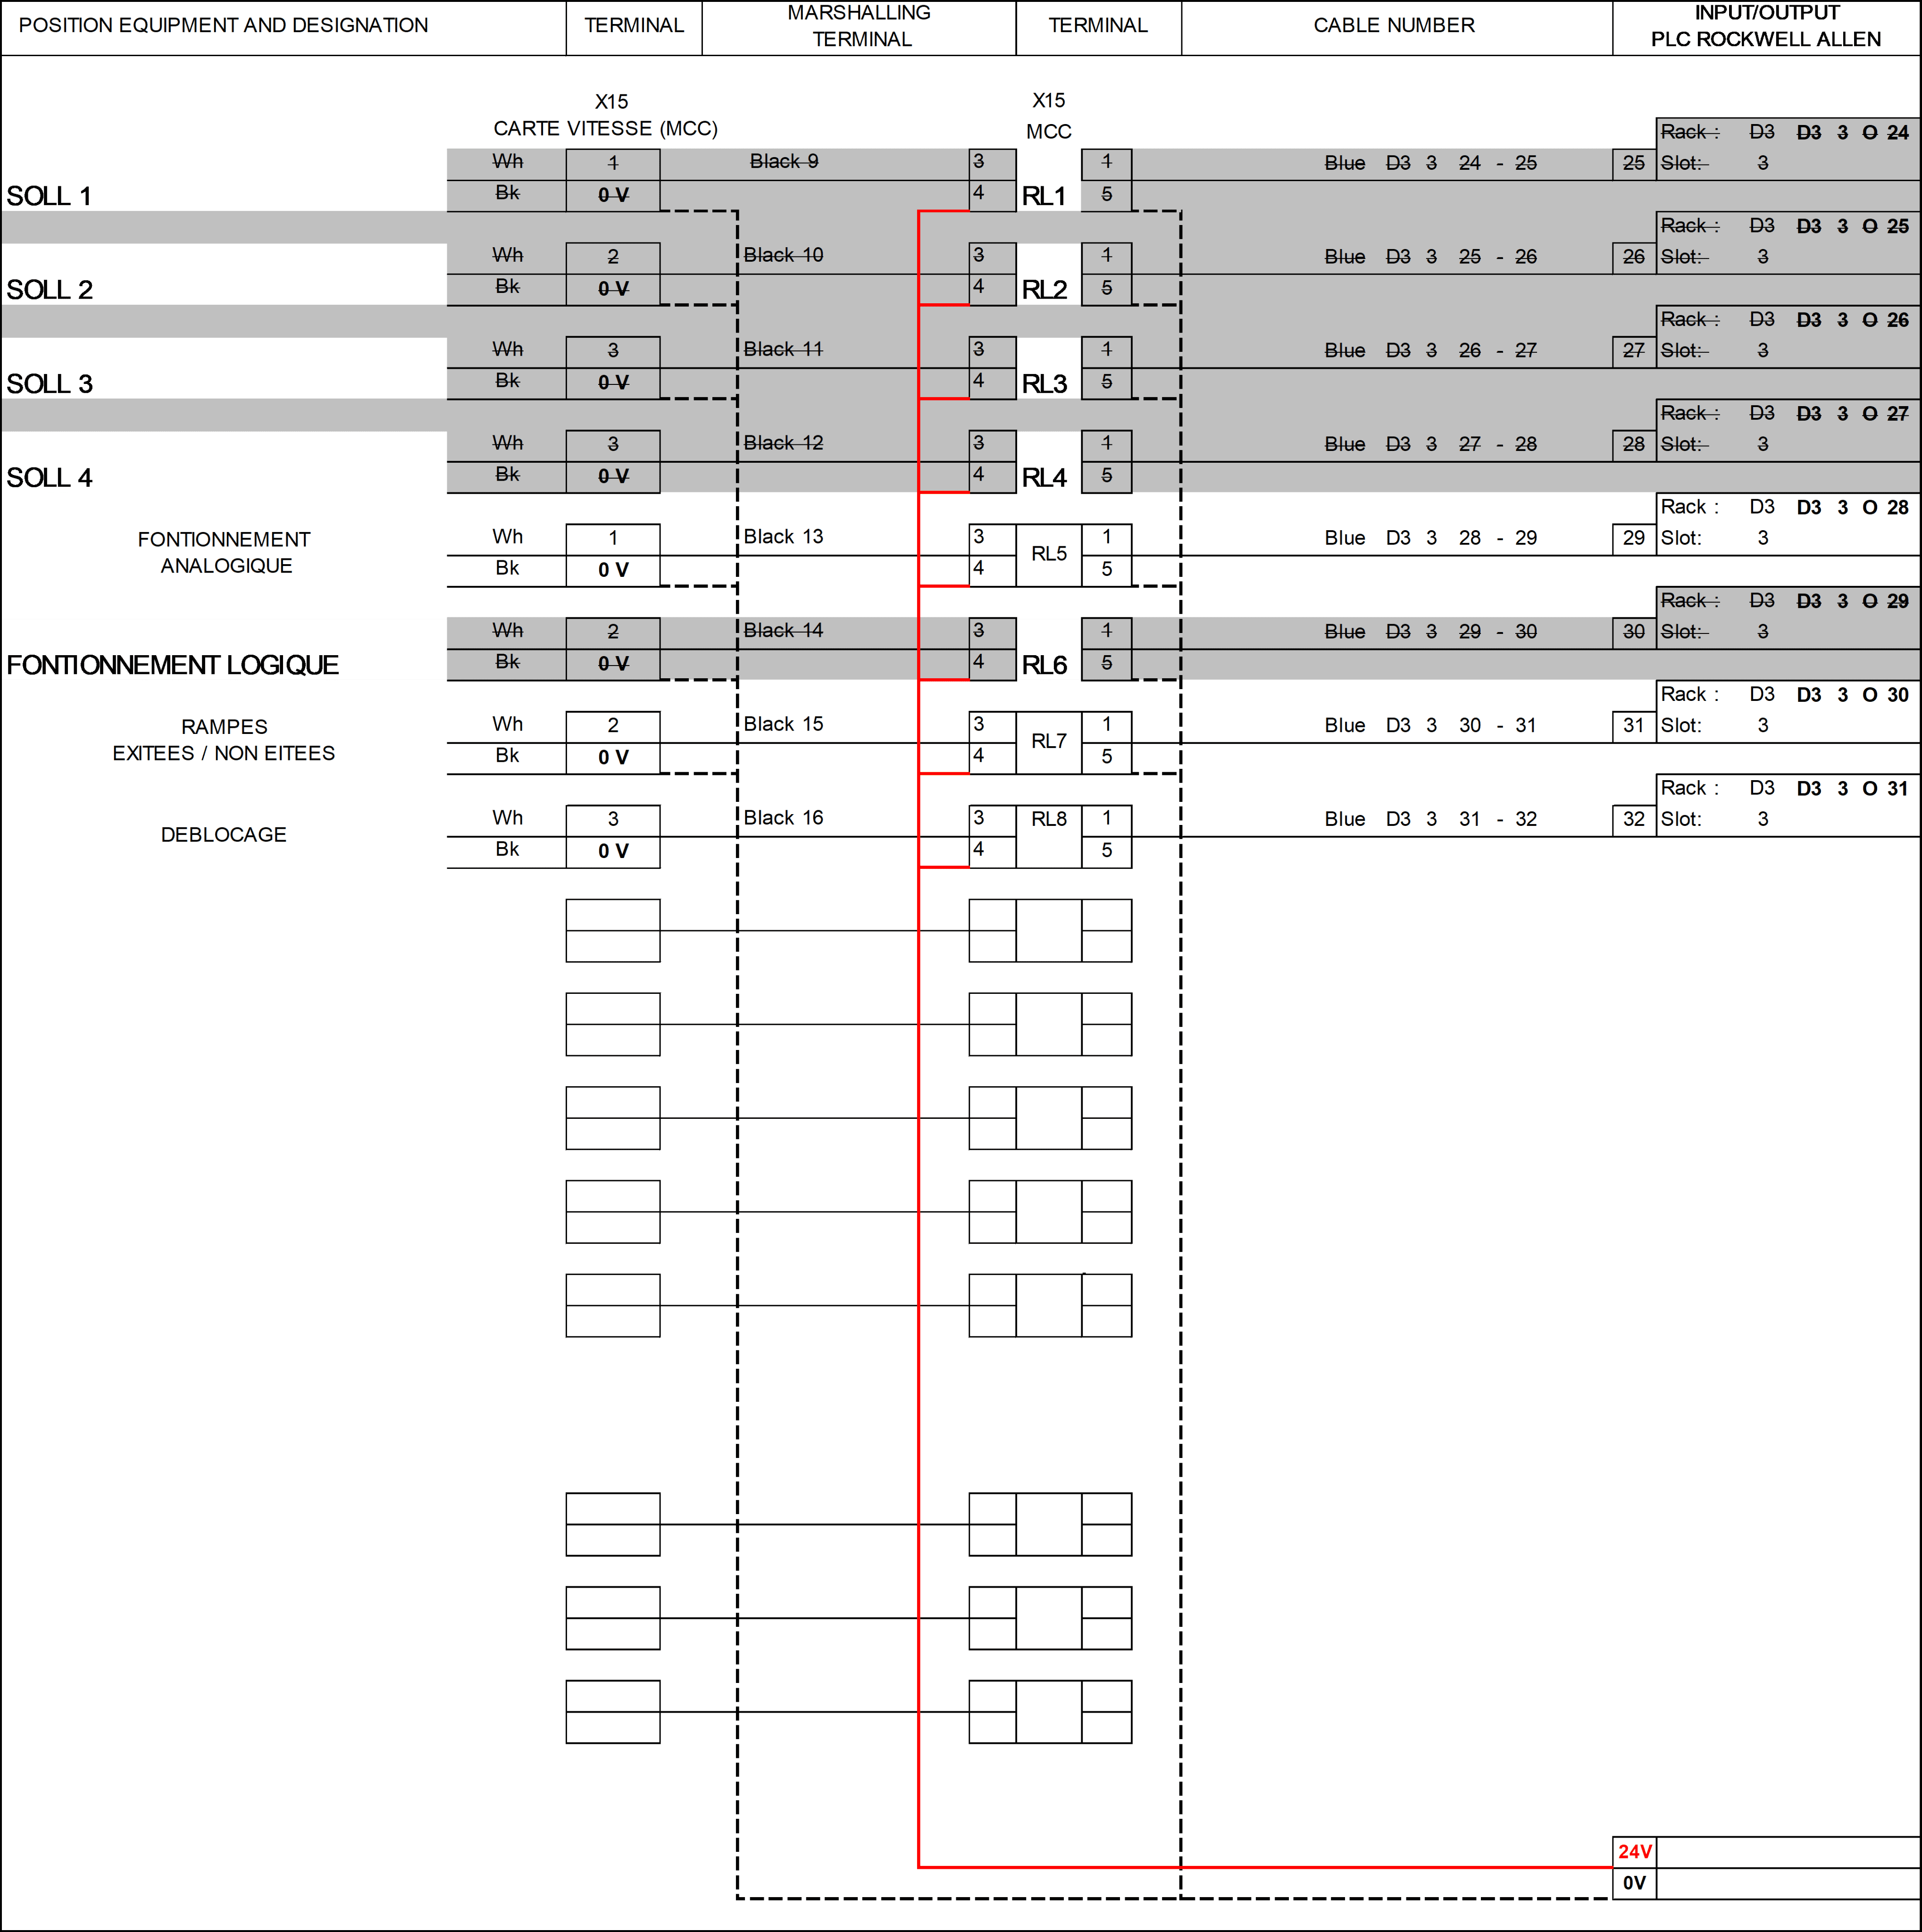 POSITION EQUIPMENT AND DESIGNATION TERMINAL MARSHALLING TERMINAL TERMINAL CABLE NUMBER INPUT/OUTPUT PLC ROCKWELL ALLEN
X15 X15
CARTE VITESSE (MCC) MCC
Rack : D3 D3 3 O 24
Wh 1 Black 9 3 1 Blue D3 3 24 - 25 25 Slot: 3
SOLL 1 Bk 0 V 4 RL1 5
Rack : D3 D3 3 O 25
Wh 2 Black 10 3 1 Blue D3 3 25 - 26 26 Slot: 3
SOLL 2 Bk 0 V 4 RL2 5
Rack : D3 D3 3 O 26
Wh 3 Black 11 3 1 Blue D3 3 26 - 27 27 Slot: 3
SOLL 3 Bk 0 V 4 RL3 5
Rack : D3 D3 3 O 27
Wh 3 Black 12 3 1 Blue D3 3 27 - 28 28 Slot: 3
SOLL 4 Bk 0 V 4 RL4 5
Rack : D3 D3 3 O 28
FONTIONNEMENT Wh 1 Black 13 3 RL5 1 Blue D3 3 28 - 29 29 Slot: 3
ANALOGIQUE Bk 0 V 4 5
Rack : D3 D3 3 O 29
Wh 2 Black 14 3 1 Blue D3 3 29 - 30 30 Slot: 3
FONTIONNEMENT LOGIQUE Bk 0 V 4 RL6 5
Rack : D3 D3 3 O 30
RAMPES Wh 2 Black 15 3 RL7 1 Blue D3 3 30 - 31 31 Slot: 3
EXITEES / NON EITEES Bk 0 V 4 5
Rack : D3 D3 3 O 31
Wh 3 Black 16 3 RL8 1 Blue D3 3 31 - 32 32 Slot: 3
DEBLOCAGE Bk 0 V 4 5
24V
0V